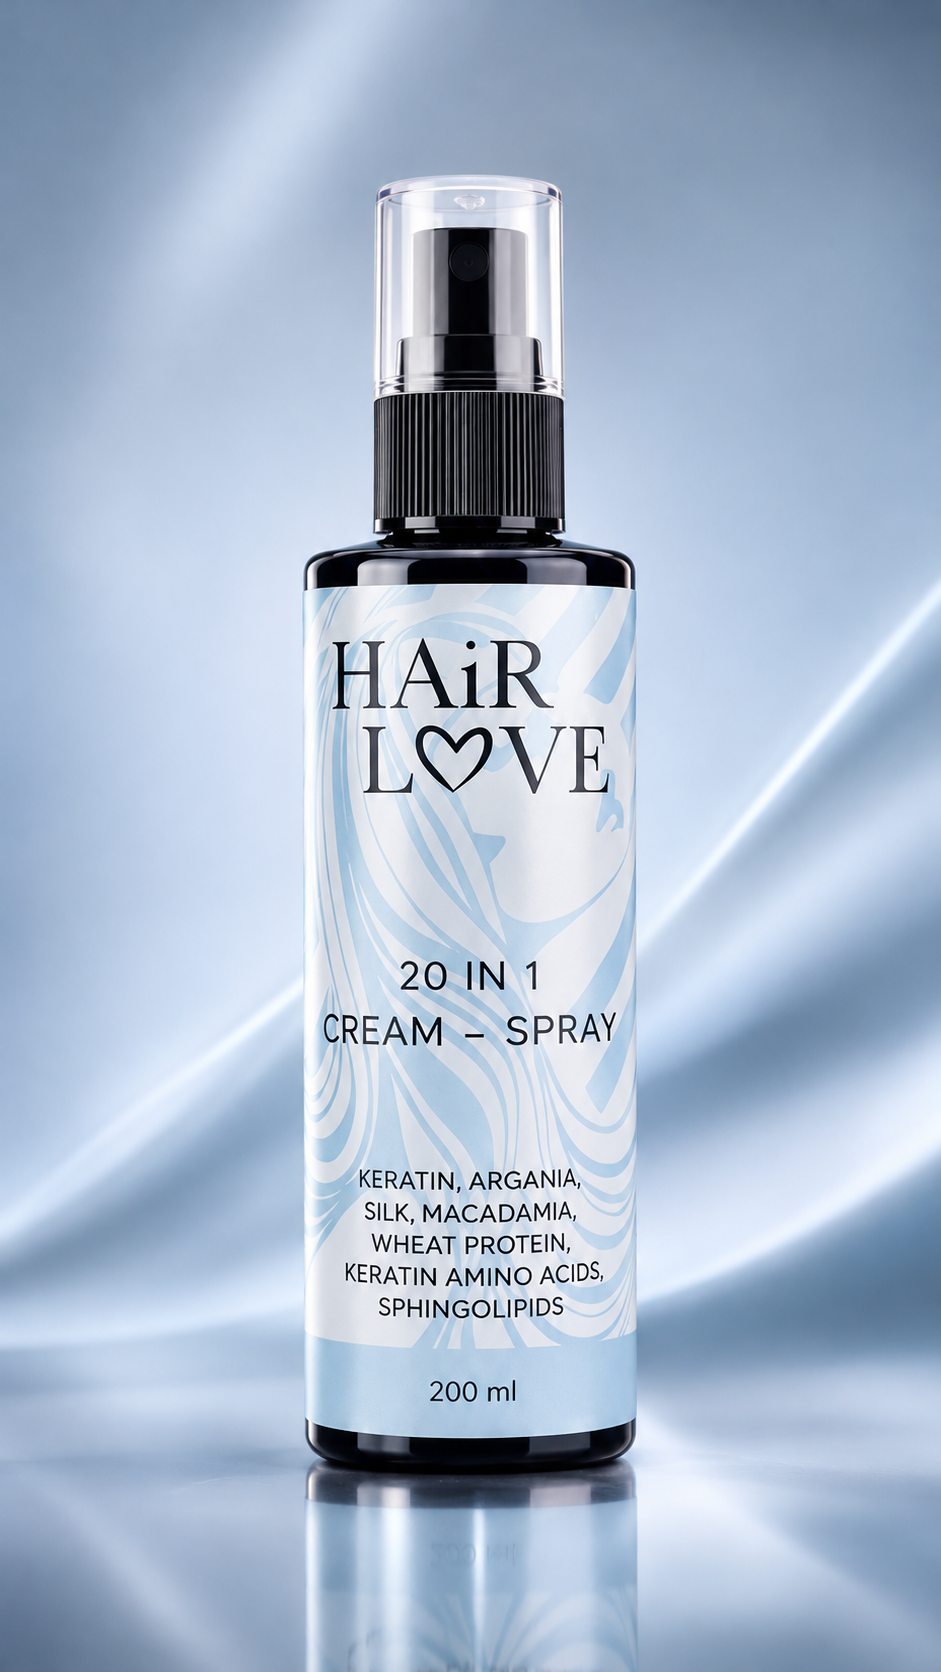 HAiR
L♡VE
20 IN 1
CREAM – SPRAY
KERATIN, ARGANIA,
SILK, MACADAMIA,
WHEAT PROTEIN,
KERATIN AMINO ACIDS,
SPHINGOLIPIDS
200 ml